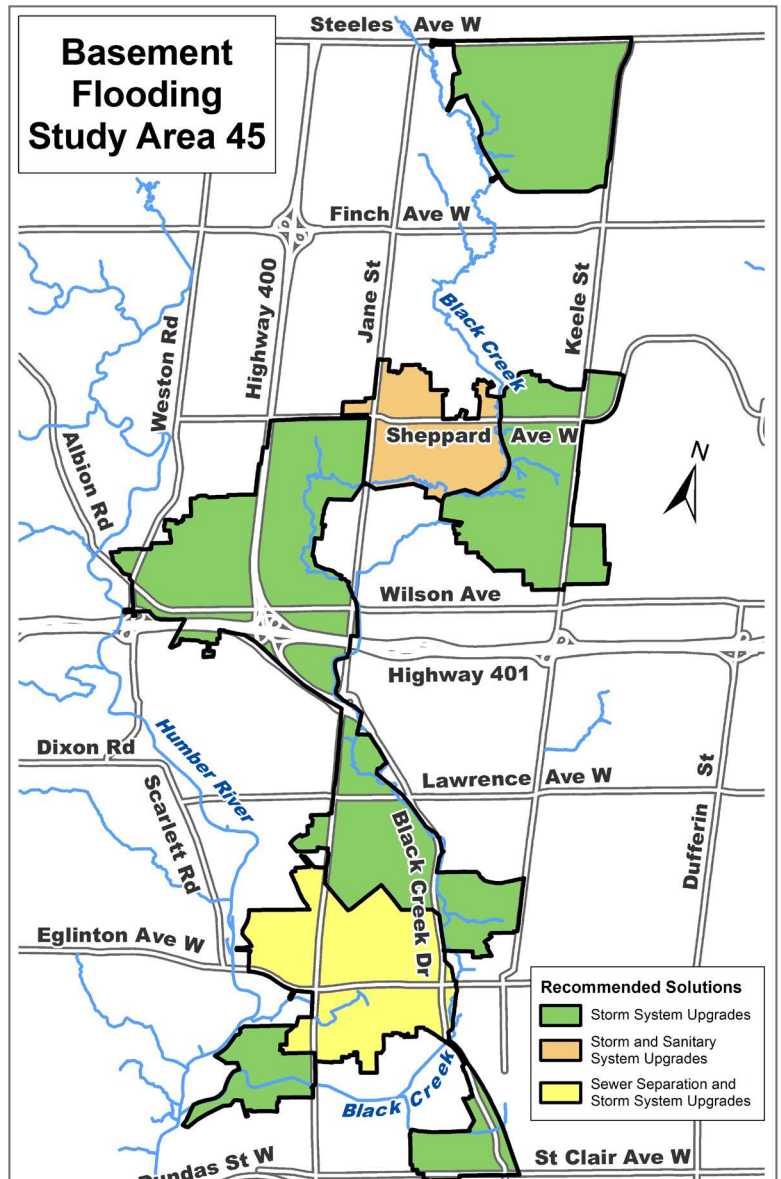 Basement
Flooding
Study Area 45
Steeles Ave W
Finch Ave W
Highway 400
Jane St
Keele St
Weston Rd
Black Creek
Albion Rd
Sheppard Ave W
N
Wilson Ave
Highway 401
Humber River
Dixon Rd
Scarlett Rd
Lawrence Ave W
Dufferin St
Black Creek Dr
Eglinton Ave W
Recommended Solutions
Storm System Upgrades
Storm and Sanitary
System Upgrades
Sewer Separation and
Storm System Upgrades
Black Creek
St Clair Ave W
Dundas St W